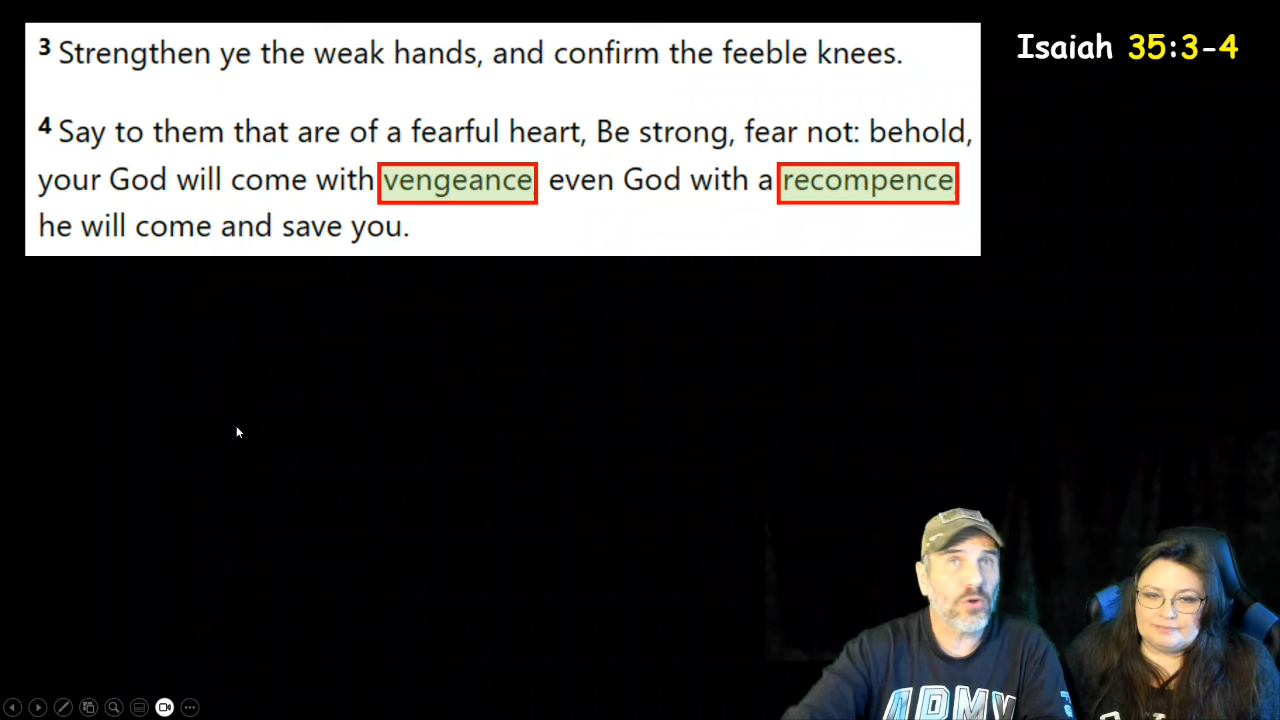 Isaiah 35:3-4
3 Strengthen ye the weak hands, and confirm the feeble knees.
4 Say to them that are of a fearful heart, Be strong, fear not: behold,
your God will come with vengeance, even God with a recompence,
he will come and save you.
ARMY